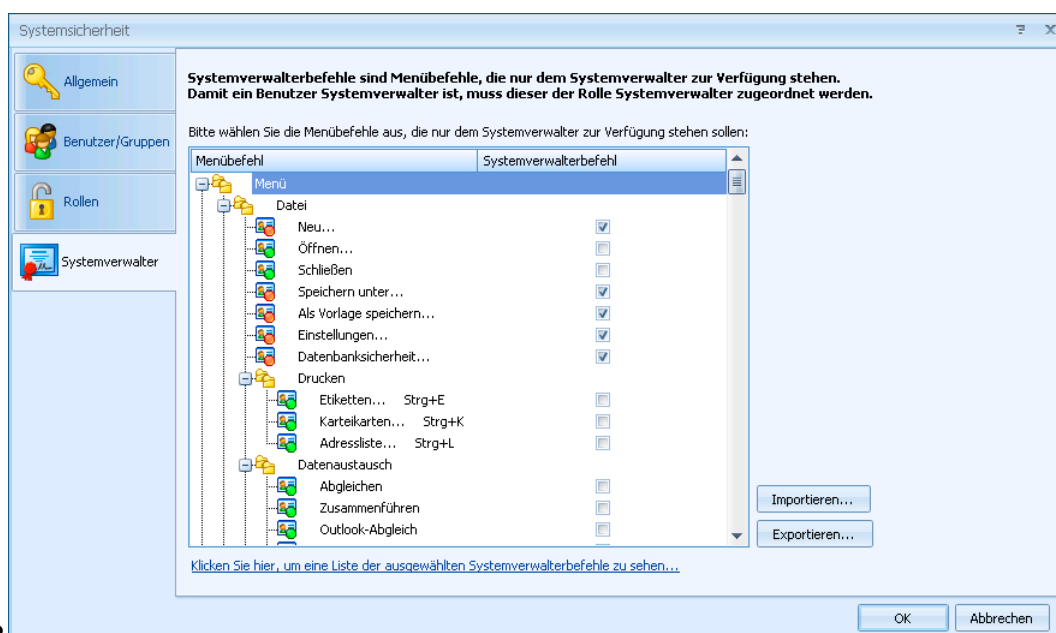 Systemsicherheit
Allgemein
Benutzer/Gruppen
Rollen
Systemverwalter
Systemverwalterbefehle sind Menübefehle, die nur dem Systemverwalter zur Verfügung stehen.
Damit ein Benutzer Systemverwalter ist, muss dieser der Rolle Systemverwalter zugeordnet werden.
Bitte wählen Sie die Menübefehle aus, die nur dem Systemverwalter zur Verfügung stehen sollen:
Menübefehl Systemverwalterbefehl
Menü
Datei
Neu...
Öffnen...
Schließen
Speichern unter...
Als Vorlage speichern...
Einstellungen...
Datenbanksicherheit...
Drucken
Etiketten... Strg+E
Karteikarten... Strg+K
Adressliste... Strg+L
Datenaustausch
Abgleichen
Zusammenführen
Outlook-Abgleich
Importieren...
Exportieren...
Klicken Sie hier, um eine Liste der ausgewählten Systemverwalterbefehle zu sehen...
OK Abbrechen